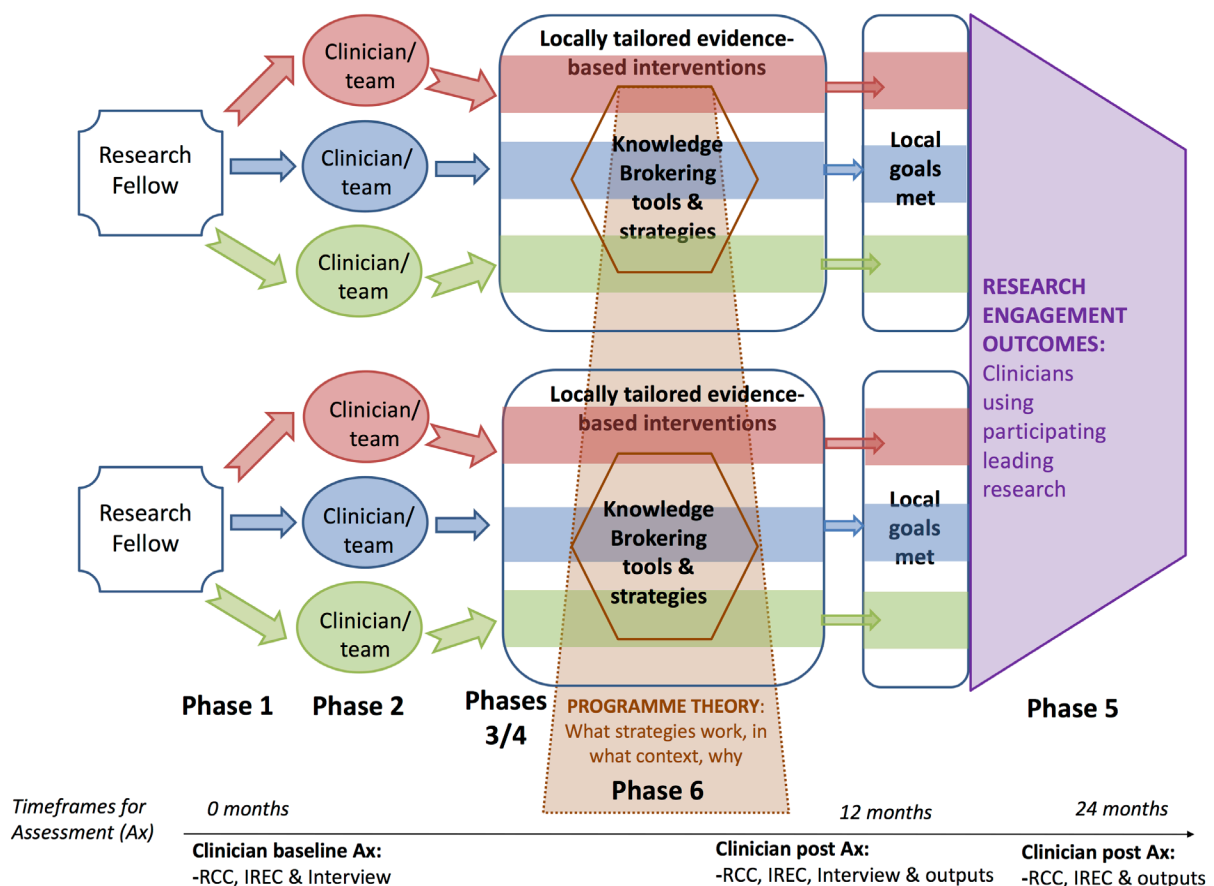 Research
Fellow
Clinician/
team
Clinician/
team
Clinician/
team
Locally tailored evidence-
based interventions
Knowledge
Brokering
tools &
strategies
Local
goals
met
Research
Fellow
Clinician/
team
Clinician/
team
Clinician/
team
Locally tailored evidence-
based interventions
Knowledge
Brokering
tools &
strategies
Local
goals
met
RESEARCH
ENGAGEMENT
OUTCOMES:
Clinicians
using
participating
leading
research
Phase 1
Phase 2
Phases
3/4
PROGRAMME THEORY:
What strategies work, in
what context, why
Phase 6
Phase 5
Timeframes for
Assessment (Ax)
0 months
12 months
24 months
Clinician baseline Ax:
-RCC, IREC & Interview
Clinician post Ax:
-RCC, IREC, Interview & outputs
Clinician post Ax:
-RCC, IREC & outputs